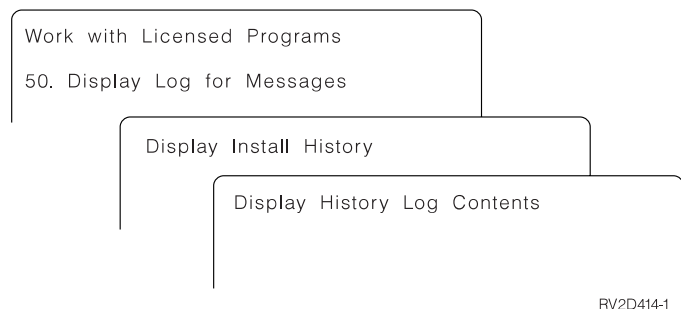 Work with Licensed Programs
50. Display Log for Messages
Display Install History
Display History Log Contents
RV2D414-1